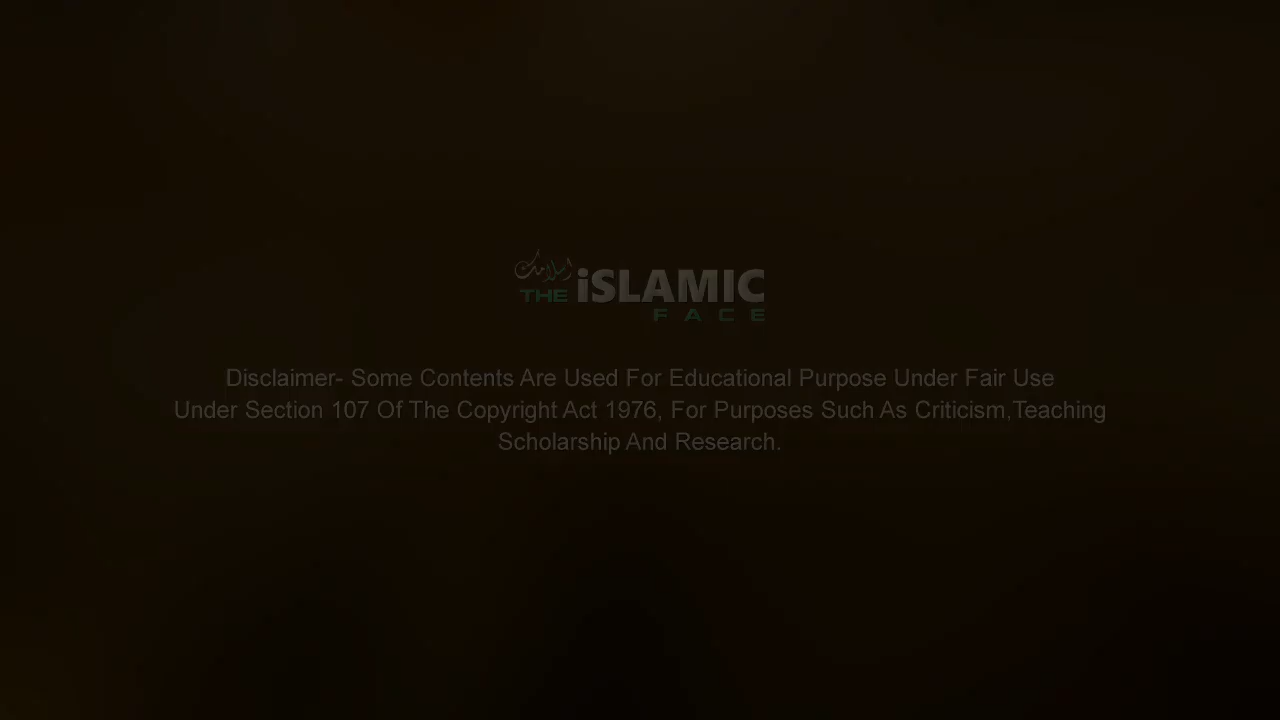 THE iSLAMIC
FACE
Disclaimer- Some Contents Are Used For Educational Purpose Under Fair Use
Under Section 107 Of The Copyright Act 1976, For Purposes Such As Criticism,Teaching
Scholarship And Research.